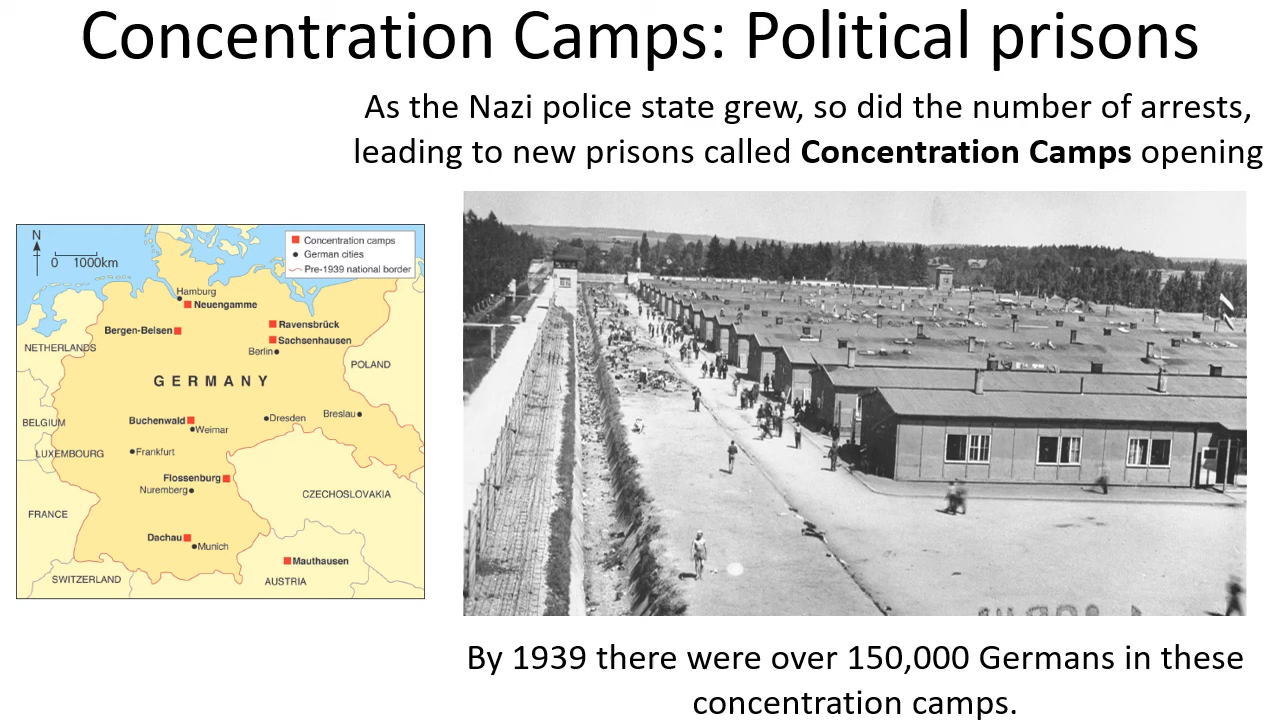 Concentration Camps: Political prisons
As the Nazi police state grew, so did the number of arrests,
leading to new prisons called Concentration Camps opening
N
0 1000km
Concentration camps
German cities
Pre-1939 national border
Hamburg
Neuengamme
Bergen-Belsen
Ravensbrück
Sachsenhausen
Berlin
NETHERLANDS
POLAND
GERMANY
BELGIUM
Buchenwald
Weimar
Dresden
Breslau
LUXEMBOURG
Frankfurt
Flossenburg
Nuremberg
CZECHOSLOVAKIA
FRANCE
Dachau
Munich
Mauthausen
SWITZERLAND
AUSTRIA
By 1939 there were over 150,000 Germans in these
concentration camps.